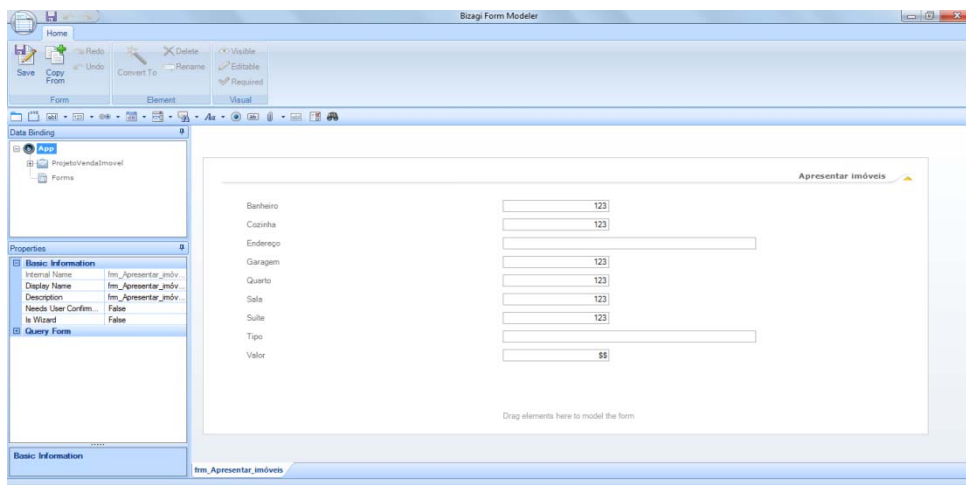 Bizagi Form Modeler
Home
Save
Copy From
Redo
Undo
Form
Convert To
Delete
Rename
Element
Visible
Editable
Required
Visual
Data Binding
App
ProjetoVendaImovel
Forms
Properties
Basic Information
Internal Name frm_Apresentar_imóv...
Display Name frm_Apresentar_imóv...
Description frm_Apresentar_imóv...
Needs User Confirm... False
Is Wizard False
Query Form
Basic Information
Apresentar imóveis
Banheiro 123
Cozinha 123
Endereço
Garagem 123
Quarto 123
Sala 123
Suíte 123
Tipo
Valor $$
Drag elements here to model the form
frm_Apresentar_imóveis